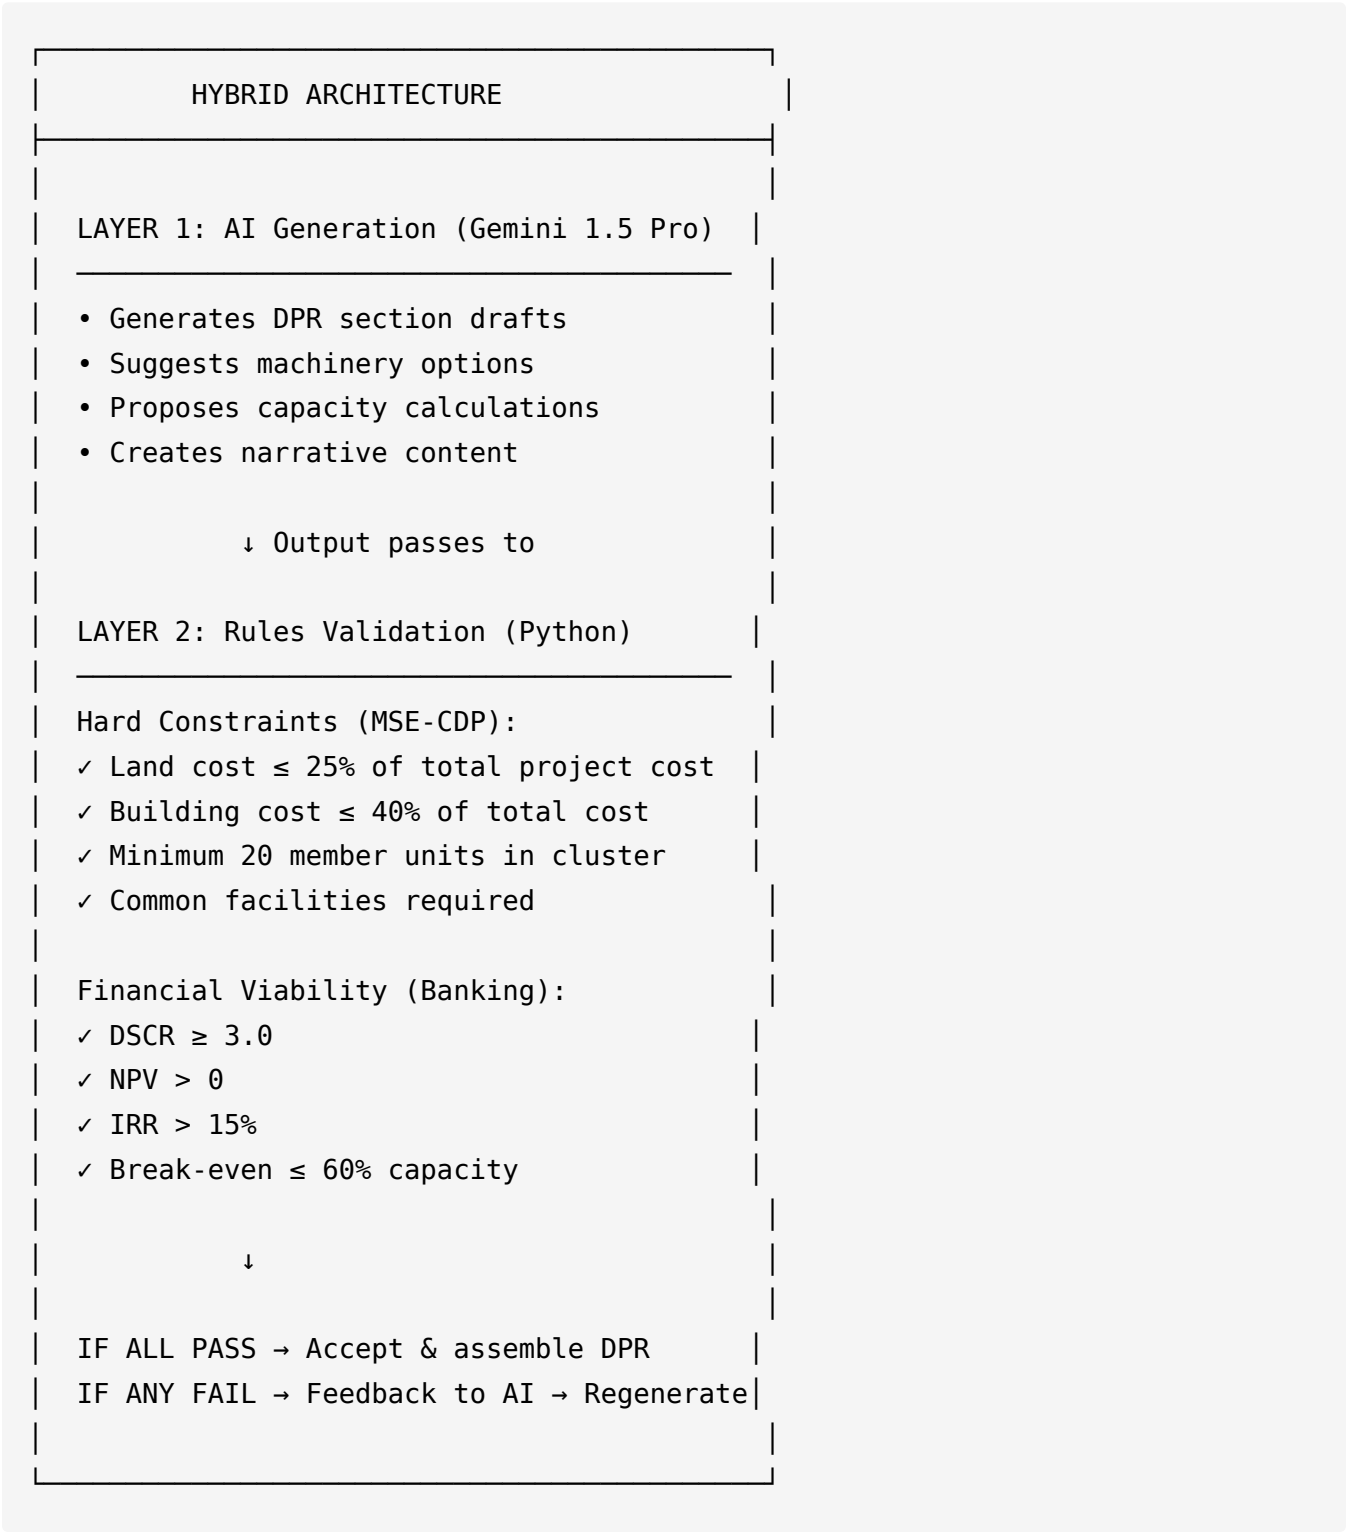 HYBRID ARCHITECTURE
LAYER 1: AI Generation (Gemini 1.5 Pro)
• Generates DPR section drafts
• Suggests machinery options
• Proposes capacity calculations
• Creates narrative content
↓ Output passes to
LAYER 2: Rules Validation (Python)
Hard Constraints (MSE-CDP):
✓ Land cost ≤ 25% of total project cost
✓ Building cost ≤ 40% of total cost
✓ Minimum 20 member units in cluster
✓ Common facilities required
Financial Viability (Banking):
✓ DSCR ≥ 3.0
✓ NPV > 0
✓ IRR > 15%
✓ Break-even ≤ 60% capacity
↓
IF ALL PASS → Accept & assemble DPR
IF ANY FAIL → Feedback to AI → Regenerate